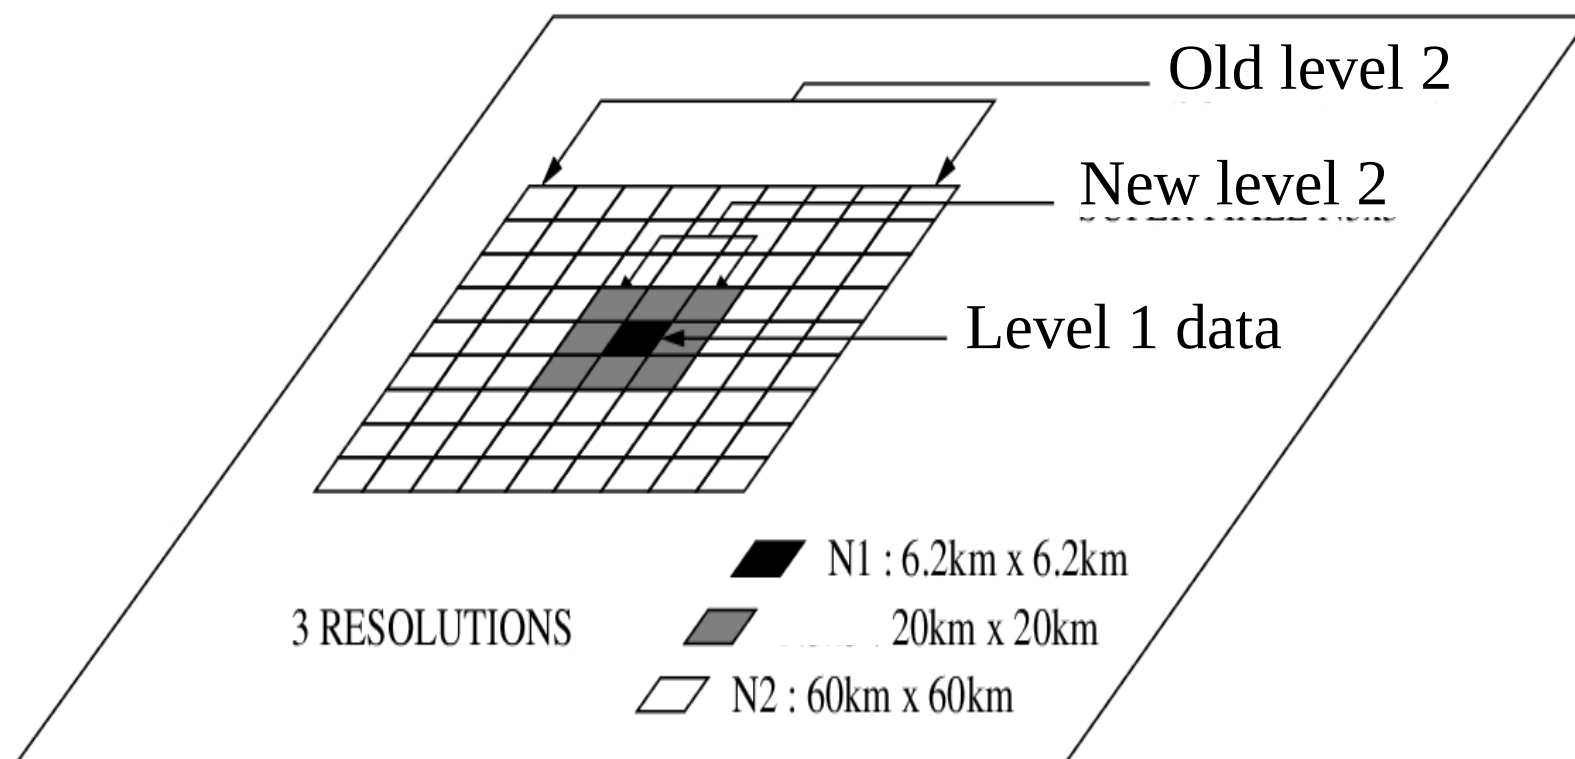 Old level 2
New level 2
Level 1 data
N1 : 6.2km x 6.2km
3 RESOLUTIONS
20km x 20km
N2 : 60km x 60km